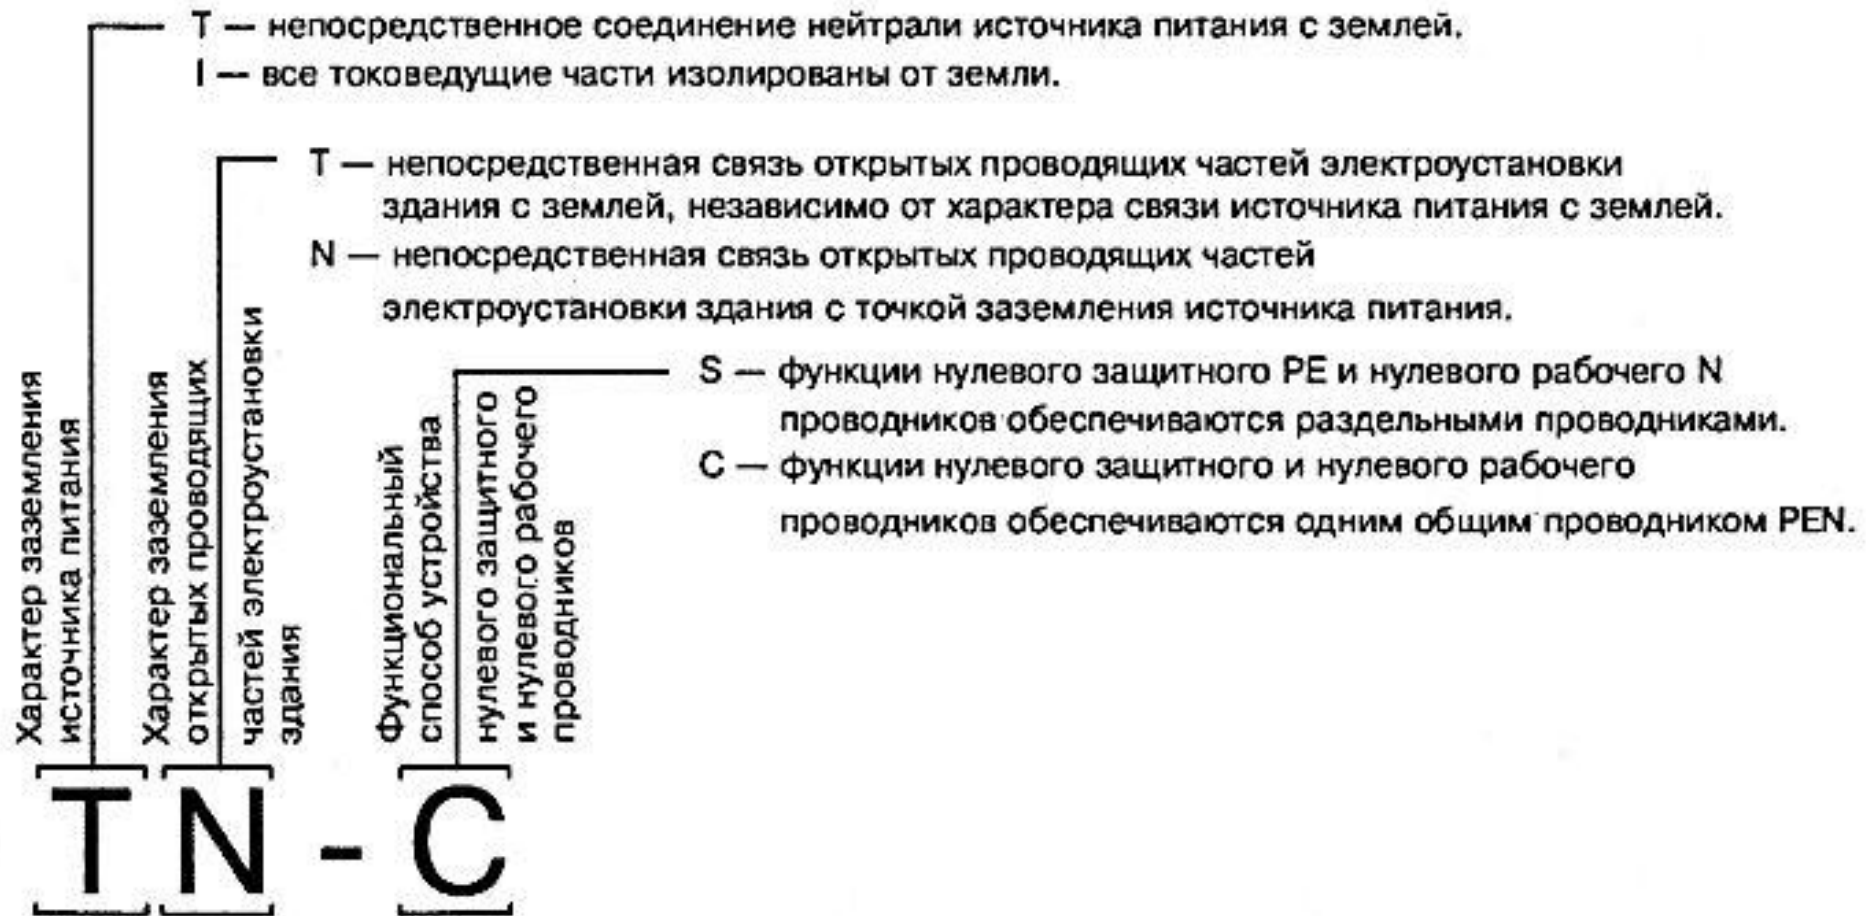 Т — непосредственное соединение нейтрали источника питания с землей.
I — все токоведущие части изолированы от земли.
Т — непосредственная связь открытых проводящих частей электроустановки
здания с землей, независимо от характера связи источника питания с землей.
N — непосредственная связь открытых проводящих частей
электроустановки здания с точкой заземления источника питания.
S — функции нулевого защитного PE и нулевого рабочего N
проводников обеспечиваются раздельными проводниками.
C — функции нулевого защитного и нулевого рабочего
проводников обеспечиваются одним общим проводником PEN.
Характер заземления
источника питания
Характер заземления
открытых проводящих
частей электроустановки
здания
Функциональный
способ устройства
нулевого защитного
и нулевого рабочего
проводников
TN - C